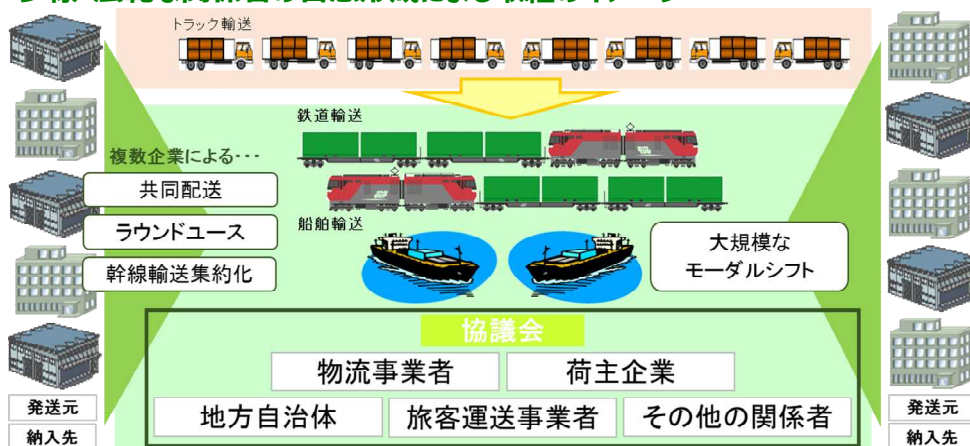 トラック輸送
鉄道輸送
複数企業による･･･
共同配送
ラウンドユース
幹線輸送集約化
船舶輸送
大規模な
モーダルシフト
協議会
物流事業者
荷主企業
地方自治体
旅客運送事業者
その他の関係者
発送元
納入先
発送元
納入先